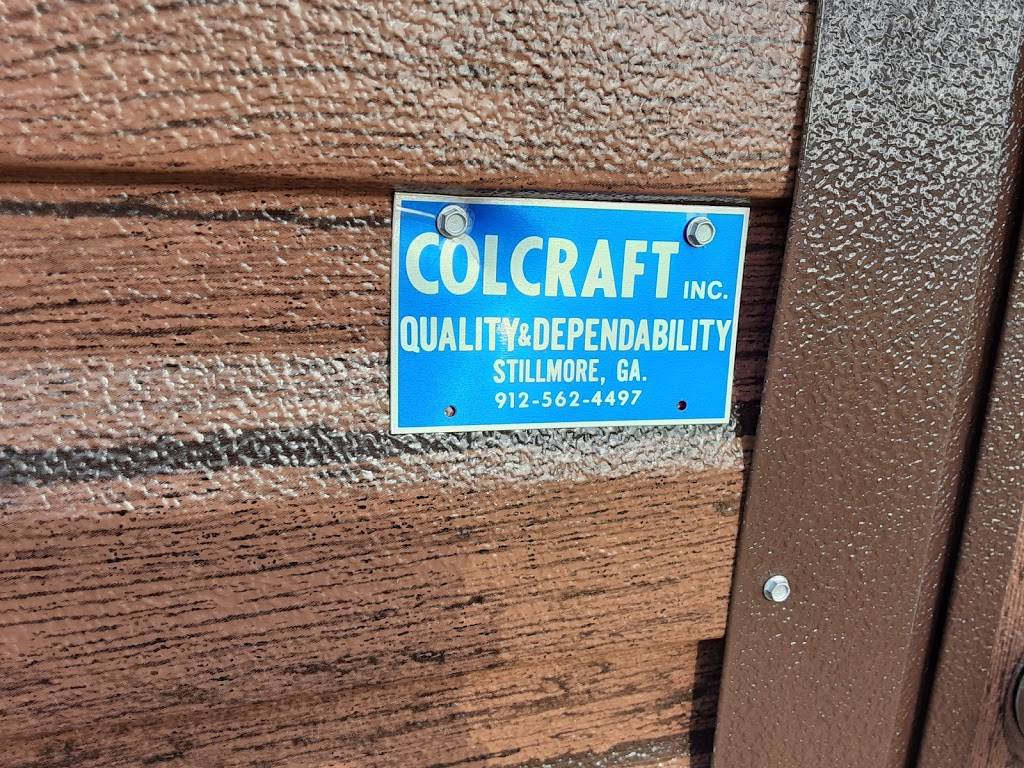 COLCRAFT INC.
QUALITY&DEPENDABILITY
STILLMORE, GA.
912-562-4497